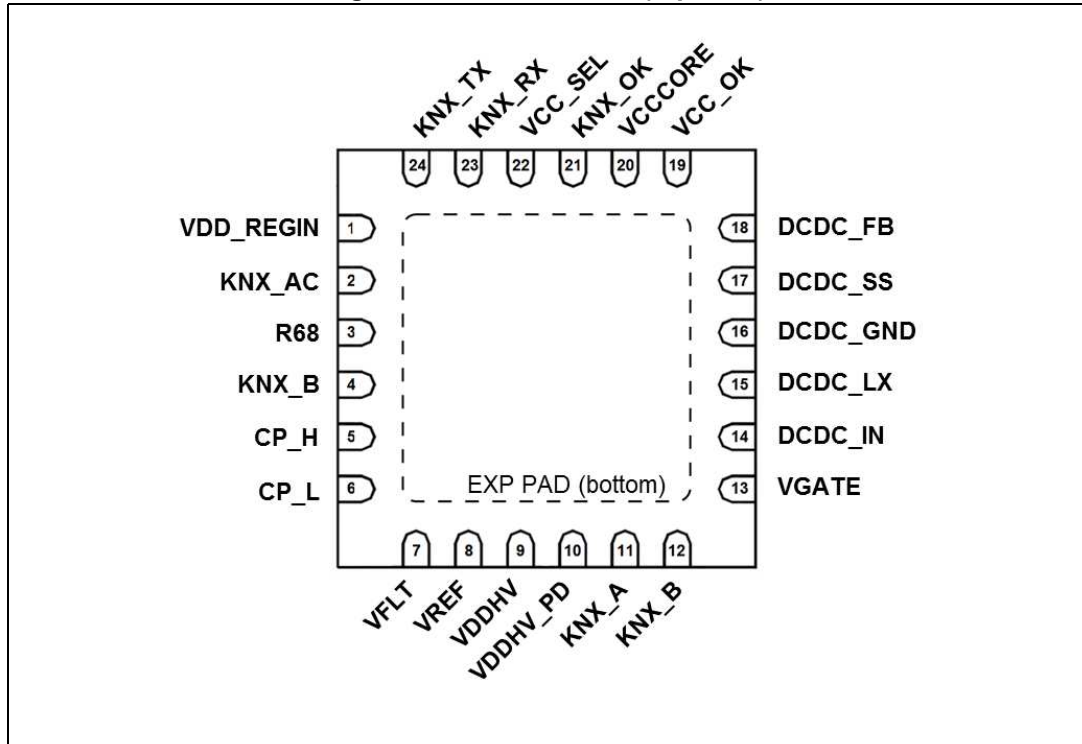 KNX_TX
KNX_RX
VCC_SEL
KNX_OK
VCCCORE
VCC_OK
24
23
22
21
20
19
VDD_REGIN 1
KNX_AC 2
R68 3
KNX_B 4
CP_H 5
CP_L 6
18 DCDC_FB
17 DCDC_SS
16 DCDC_GND
15 DCDC_LX
14 DCDC_IN
13 VGATE
EXP PAD (bottom)
7
8
9
10
11
12
VFLT
VREF
VDDHV
VDDHV_PD
KNX_A
KNX_B